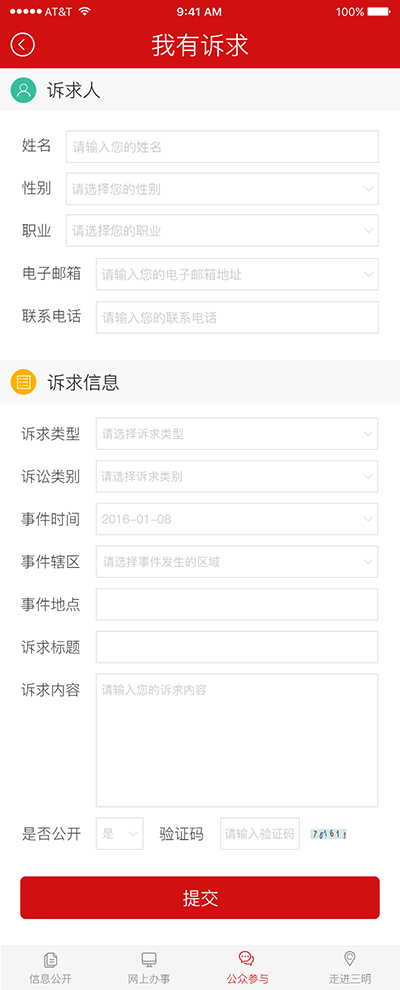 AT&T 9:41 AM 100%
我有诉求
诉求人
姓名 请输入您的姓名
性别 请选择您的性别
职业 请选择您的职业
电子邮箱 请输入您的电子邮箱地址
联系电话 请输入您的联系电话
诉求信息
诉求类型 请选择诉求类型
诉讼类别 请选择诉求类别
事件时间 2016-01-08
事件辖区 请选择事件发生的区域
事件地点
诉求标题
诉求内容 请输入您的诉求内容
是否公开 是 验证码 请输入验证码
提交
信息公开 网上办事 公众参与 走进三明